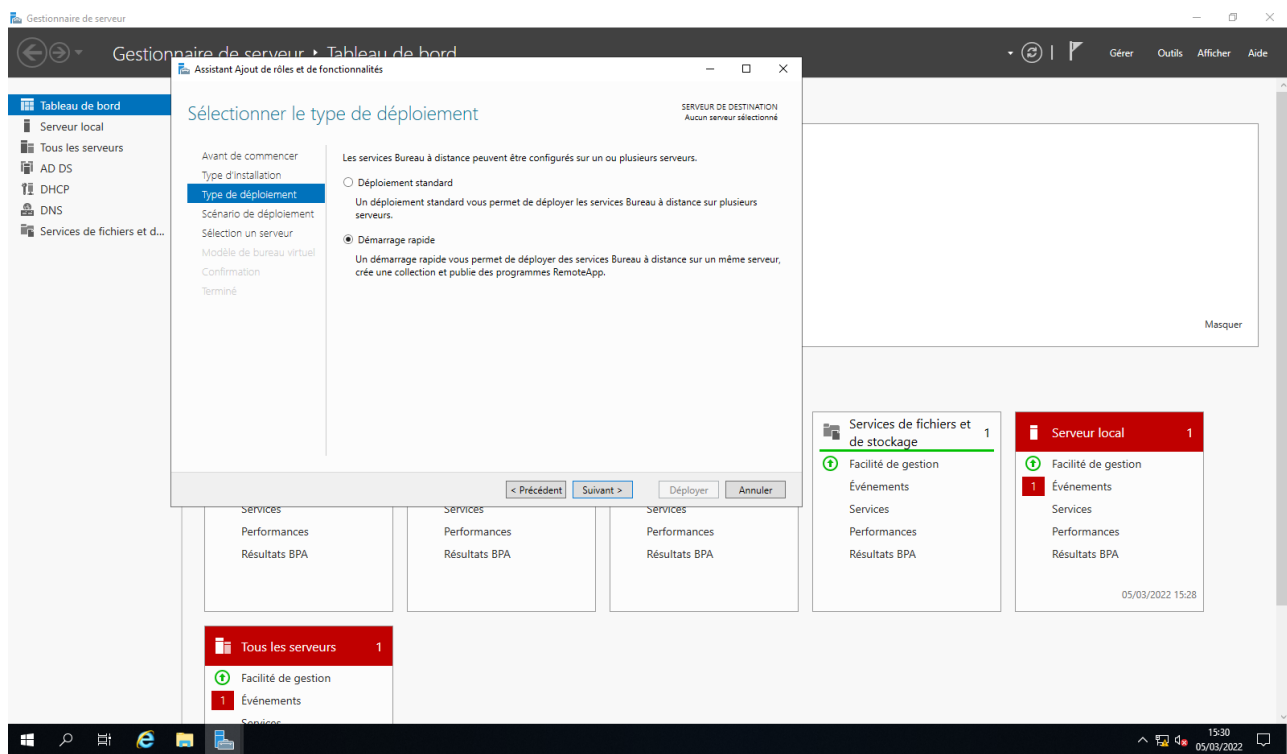 Gestionnaire de serveur
Gestionnaire de serveur • Tableau de bord
Gérer Outils Afficher Aide
Tableau de bord
Serveur local
Tous les serveurs
AD DS
DHCP
DNS
Services de fichiers et d...
Assistant Ajout de rôles et de fonctionnalités
Sélectionner le type de déploiement
SERVEUR DE DESTINATION
Aucun serveur sélectionné
Avant de commencer
Type d'installation
Type de déploiement
Scénario de déploiement
Sélection un serveur
Modèle de bureau virtuel
Confirmation
Terminé
Les services Bureau à distance peuvent être configurés sur un ou plusieurs serveurs.
Déploiement standard
Un déploiement standard vous permet de déployer les services Bureau à distance sur plusieurs
serveurs.
Démarrage rapide
Un démarrage rapide vous permet de déployer des services Bureau à distance sur un même serveur,
crée une collection et publie des programmes RemoteApp.
< Précédent Suivant > Déployer Annuler
Masquer
Services
Performances
Résultats BPA
Services
Performances
Résultats BPA
Services
Performances
Résultats BPA
Services de fichiers et
de stockage
1
Facilité de gestion
Événements
Services
Performances
Résultats BPA
Serveur local 1
Facilité de gestion
1 Événements
Services
Performances
Résultats BPA
05/03/2022 15:28
Tous les serveurs 1
Facilité de gestion
1 Événements
Services
15:30
05/03/2022